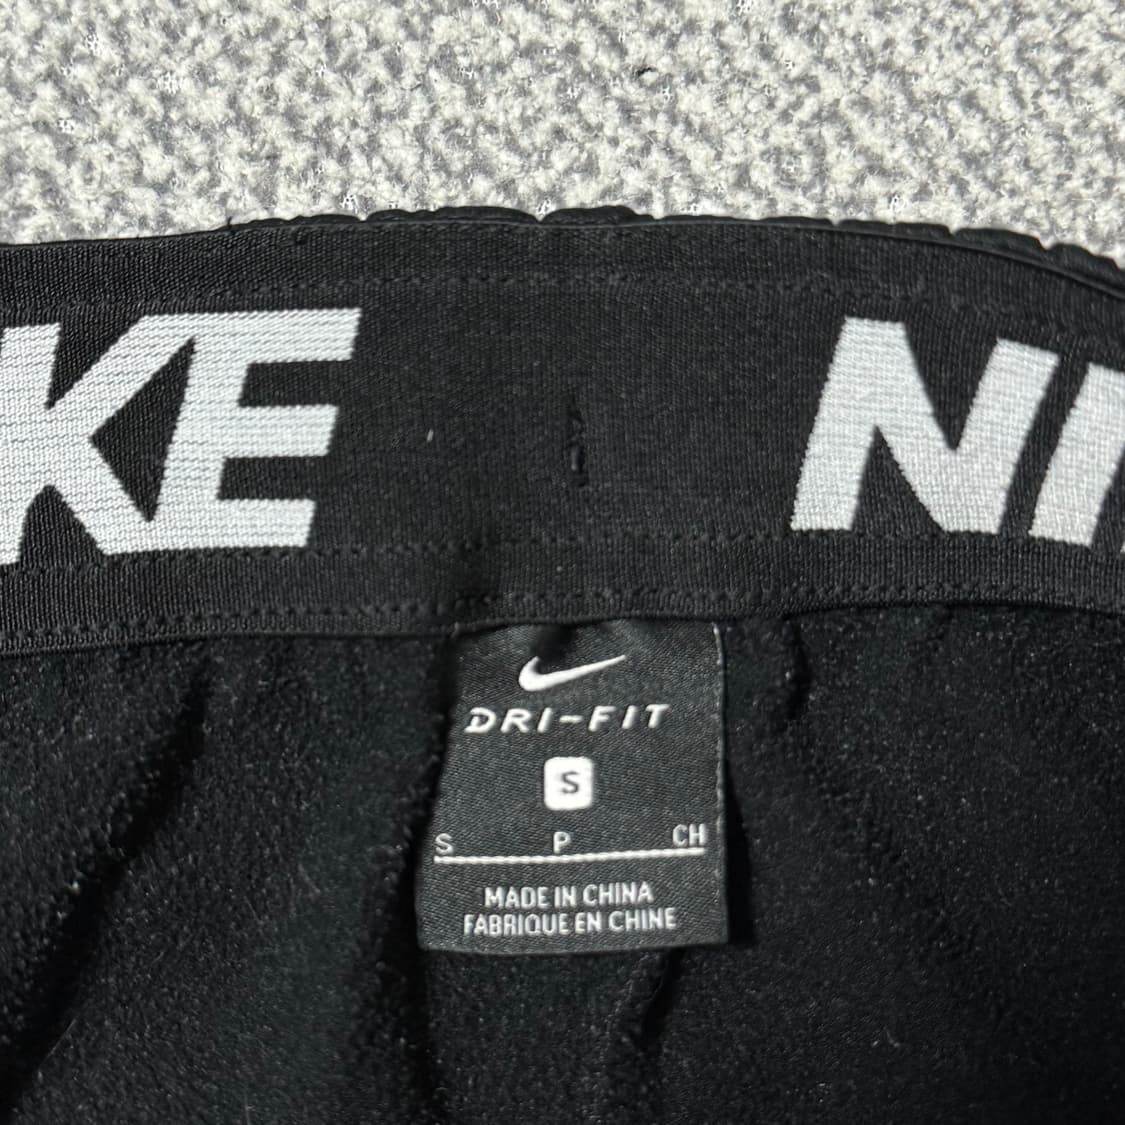 KE NI
DRI-FIT
S
S P CH
MADE IN CHINA
FABRIQUE EN CHINE